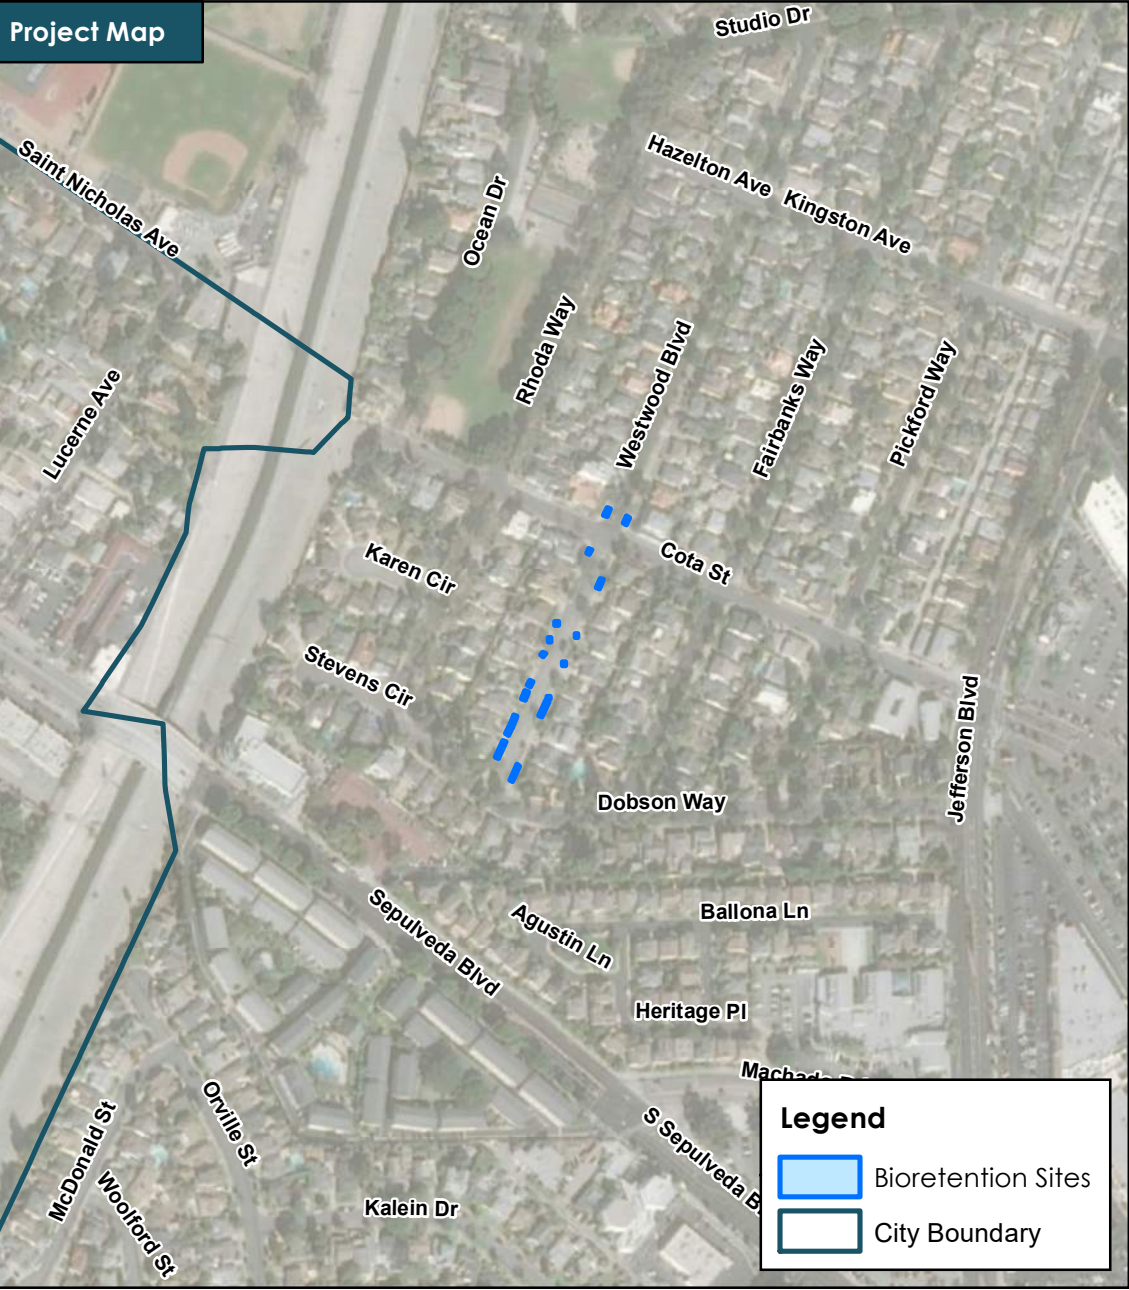 Project Map
Studio Dr
Saint Nicholas Ave
Hazelton Ave
Kingston Ave
Ocean Dr
Rhoda Way
Westwood Blvd
Fairbanks Way
Pickford Way
Lucerne Ave
Karen Cir
Cota St
Stevens Cir
Jefferson Blvd
Dobson Way
Sepulveda Blvd
Agustin Ln
Ballona Ln
Heritage Pl
Machado
Orville St
McDonald St
Woolford St
Kalein Dr
S Sepulveda B
Legend
Bioretention Sites
City Boundary